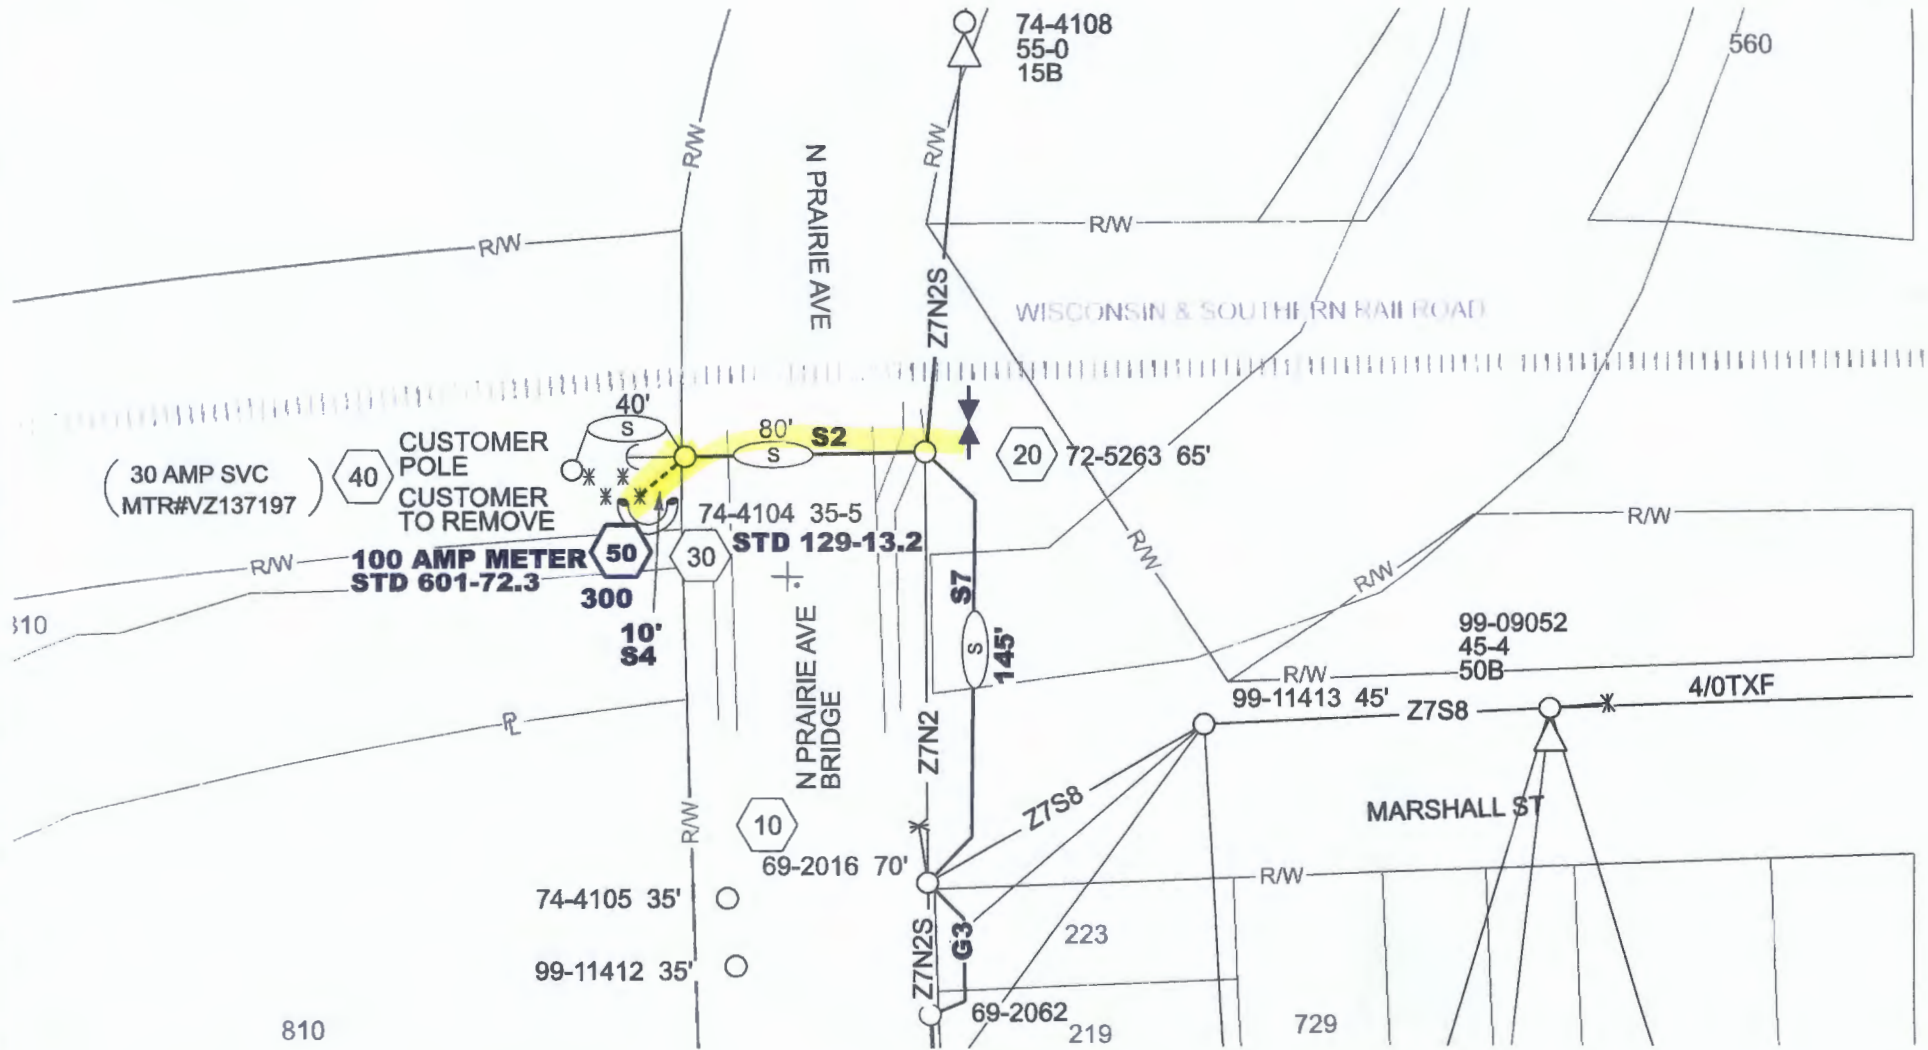 74-4108
55-0
15B
560
R/W
R/W
N PRAIRIE AVE
R/W
R/W
Z7N2S
WISCONSIN & SOUTHERN RAIL ROAD
40'
S
80'
S2
S
20
72-5263 65'
30 AMP SVC
MTR#VZ137197
40
CUSTOMER
POLE
CUSTOMER
TO REMOVE
74-4104 35-5
STD 129-13.2
R/W
R/W
R/W
R/W
100 AMP METER
STD 601-72.3
50
30
300
10'
S4
310
S7
S
145'
N PRAIRIE AVE
BRIDGE
99-09052
45-4
50B
R/W
99-11413 45'
Z7S8
4/0TXF
PL
Z7N2
Z7S8
MARSHALL ST
R/W
10
69-2016 70'
R/W
74-4105 35'
99-11412 35'
Z7N2S
G3
223
69-2062
219
729
810